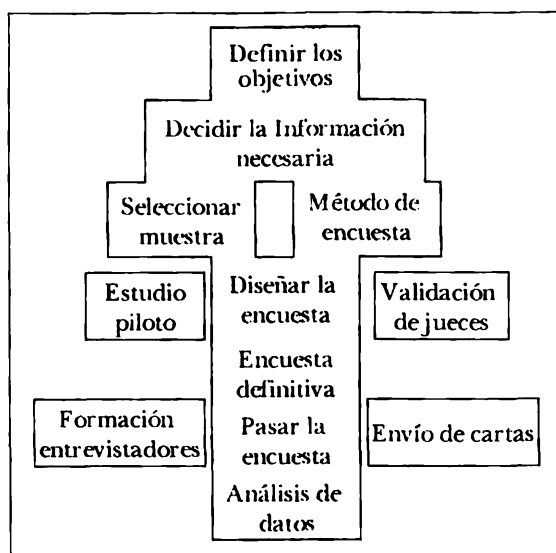 Definir los
objetivos
Decidir la Información
necesaria
Seleccionar
muestra
Método de
encuesta
Estudio
piloto
Diseñar la
encuesta
Validación
de jueces
Encuesta
definitiva
Formación
entrevistadores
Pasar la
encuesta
Envío de cartas
Análisis de
datos